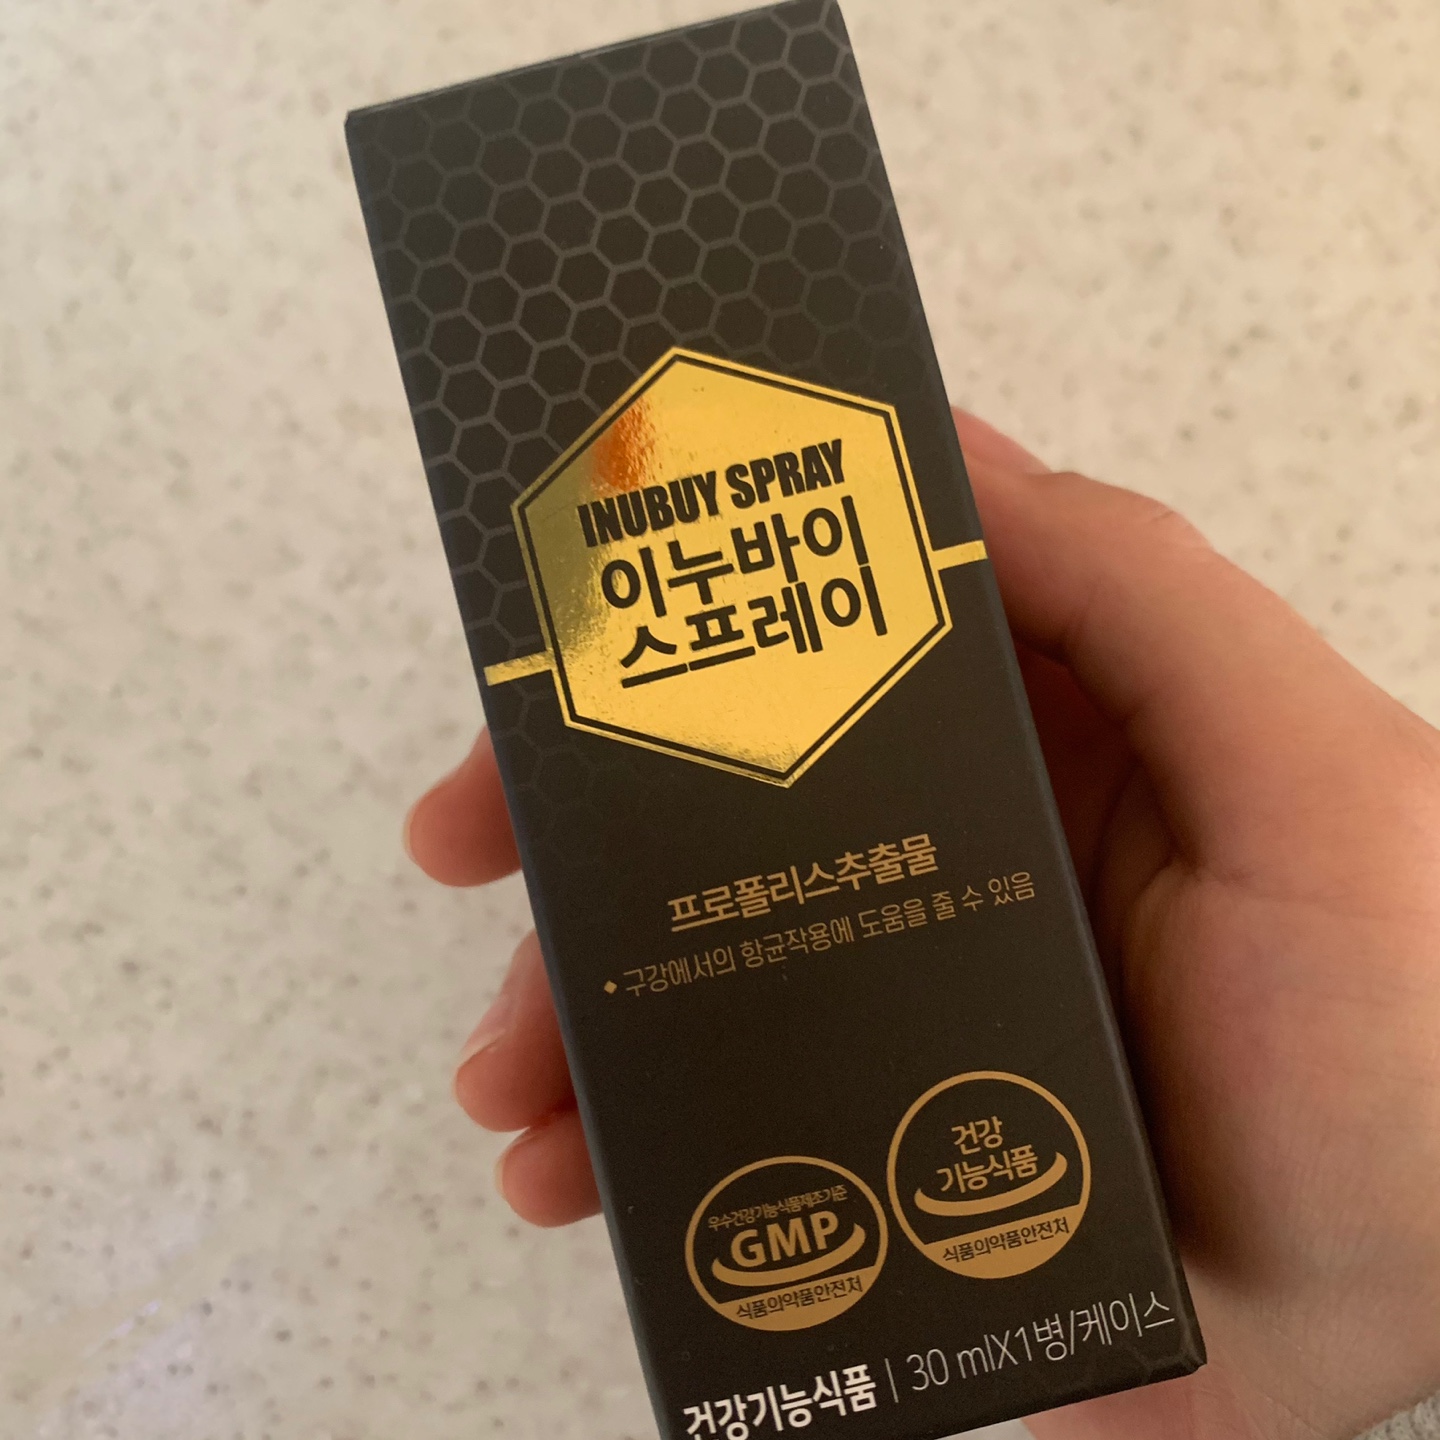 INUBUY SPRAY
이누바이
스프레이
프로폴리스추출물
◆ 구강에서의 항균작용에 도움을 줄 수 있음
우수건강기능식품제조기준
GMP
식품의약품안전처
건강
기능식품
식품의약품안전처
건강기능식품 | 30 mlX1병/케이스